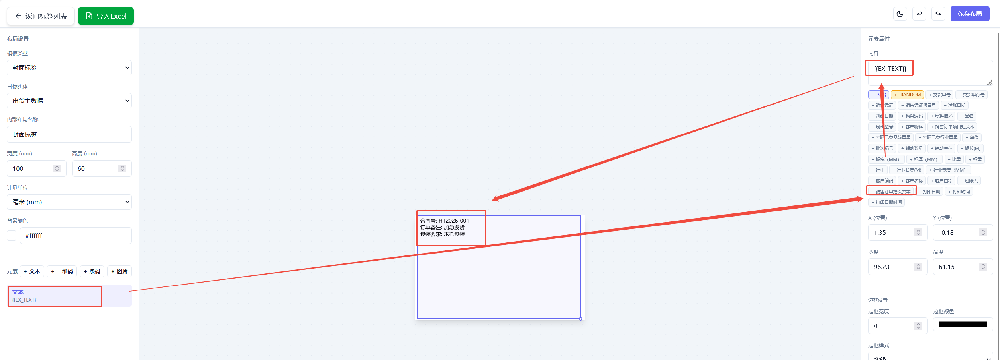 返回标签列表
导入Excel
保存布局
布局设置
模板类型
封面标签
目标实体
出货主数据
内部布局名称
封面标签
宽度 (mm) 高度 (mm)
100 60
计量单位
毫米 (mm)
背景颜色
#ffffff
元素 + 文本 + 二维码 + 条码 + 图片
文本
{{EX_TEXT}}
合同号: HT2026-001
订单备注: 加急发货
包装要求: 木托包装
元素属性
内容
{{EX_TEXT}}
+ _SEQ + _RANDOM + 交货单号 + 交货单行号
+ 销售凭证 + 销售凭证项目号 + 过账日期
+ 创建日期 + 物料编码 + 物料描述 + 品名
+ 规格型号 + 客户物料 + 销售订单项目短文本
+ 实际已交系统重量 + 实际已交行业重量 + 单位
+ 批次编号 + 辅助数量 + 辅助单位 + 标长(M)
+ 标宽（MM） + 标厚（MM） + 比重 + 标重
+ 行重 + 行业长度(M) + 行业宽度（MM）
+ 客户编码 + 客户名称 + 客户简称 + 过账人
+ 销售订单抬头文本 + 打印日期 + 打印时间
+ 打印日期时间
X (位置) Y (位置)
1.35 -0.18
宽度 高度
96.23 61.15
边框设置
边框宽度 边框颜色
0
边框样式
实线